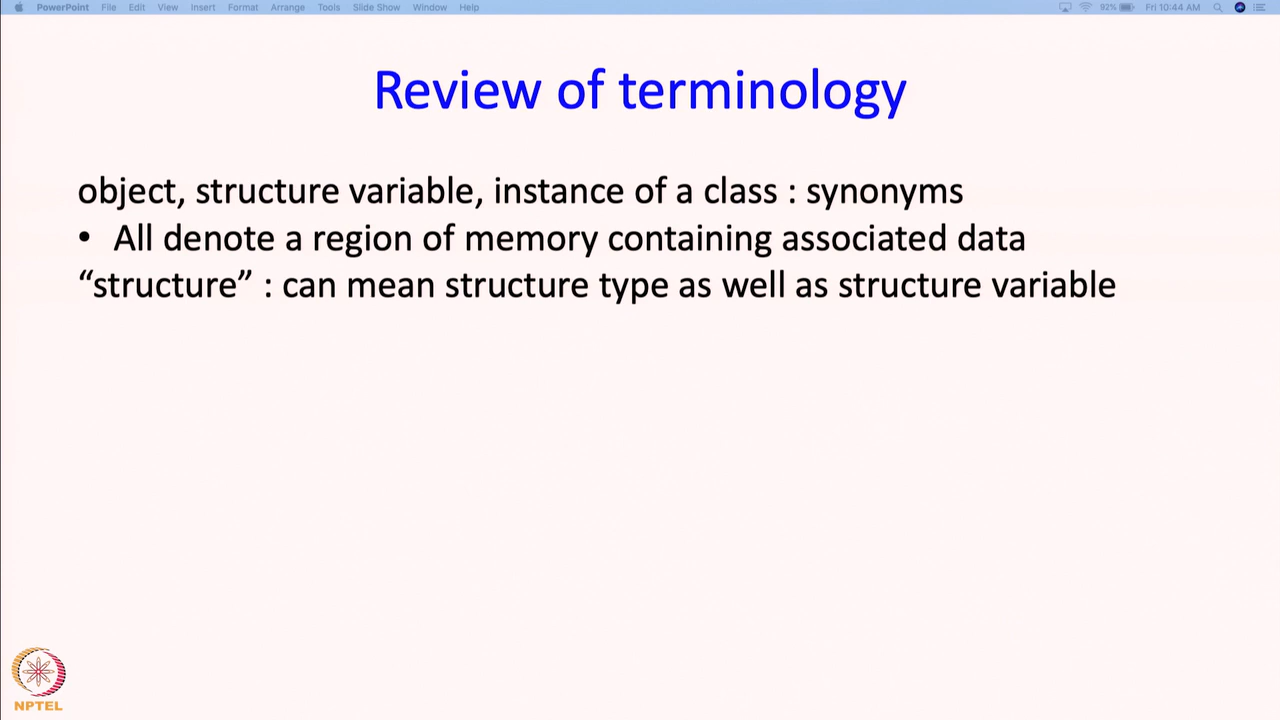 PowerPoint File Edit View Insert Format Arrange Tools Slide Show Window Help 92% Fri 10:44 AM
Review of terminology
object, structure variable, instance of a class : synonyms
• All denote a region of memory containing associated data
“structure” : can mean structure type as well as structure variable
NPTEL